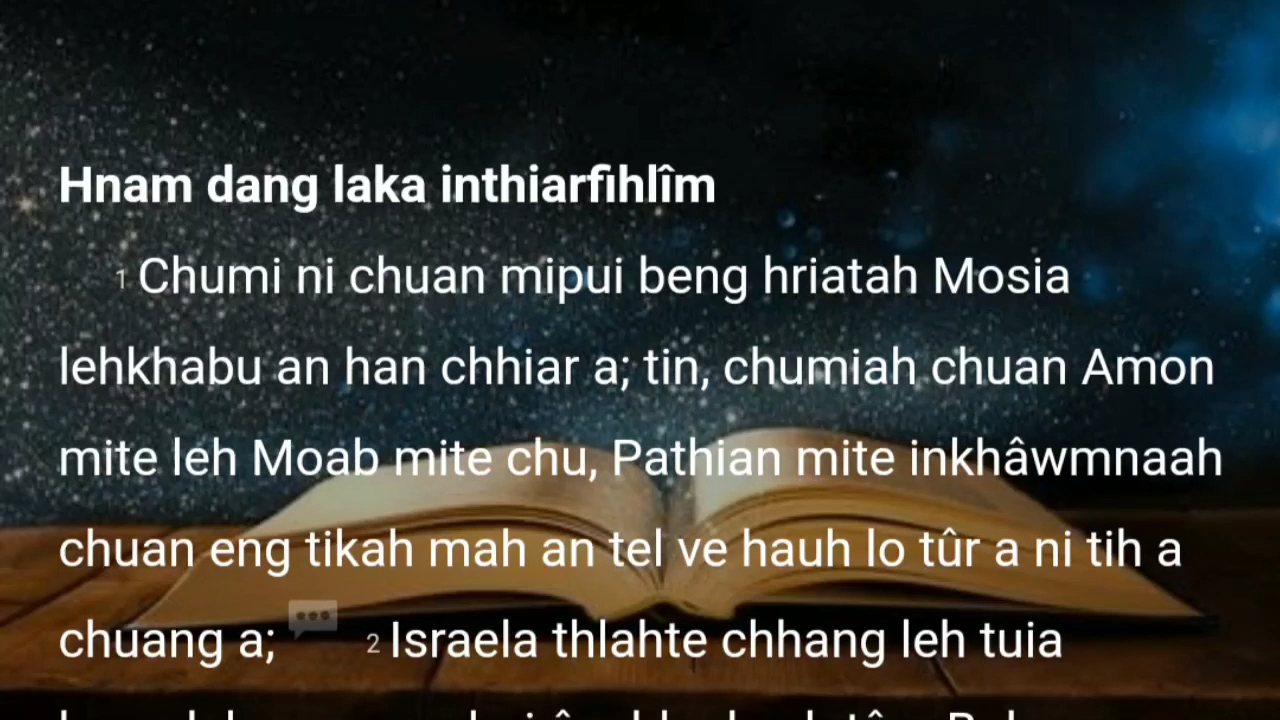 Hnam dang laka inthiarfihlîm
1 Chumi ni chuan mipui beng hriatah Mosia
lehkhabu an han chhiar a; tin, chumiah chuan Amon
mite leh Moab mite chu, Pathian mite inkhâwmnaah
chuan eng tikah mah an tel ve hauh lo tûr a ni tih a
chuang a; 2 Israela thlahte chhang leh tuia